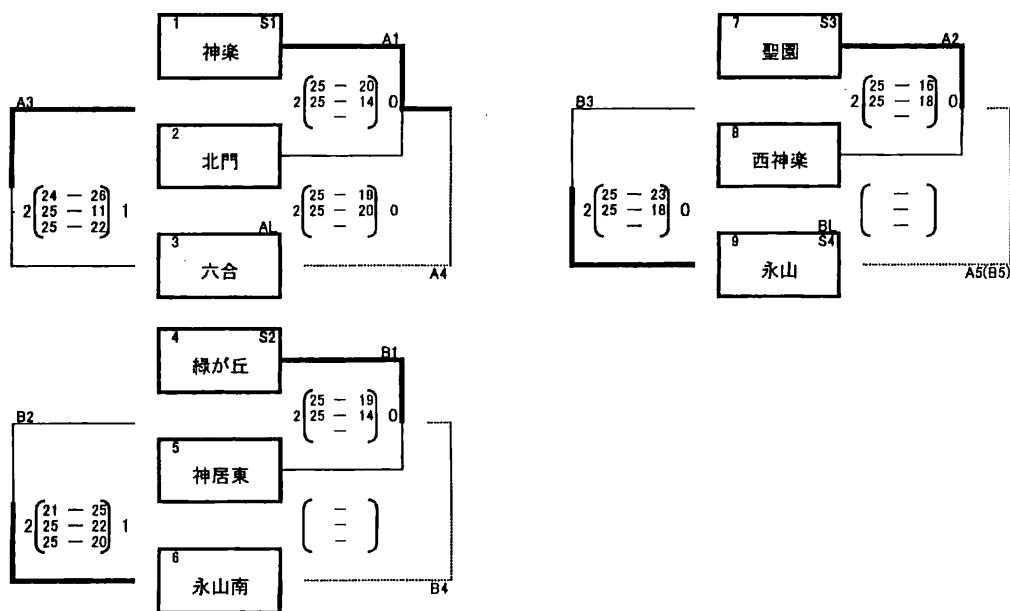 1 S1
神楽
A1
2 25 — 20 0
25 — 14
—
A3
2
北門
2 24 — 26 1
25 — 11
25 — 22
2 25 — 19 0
25 — 20
—
3 AL
六合
A4
4 S2
緑が丘
B1
2 25 — 19 0
25 — 14
—
B2
5
神居東
2 21 — 25 1
25 — 22
25 — 20
—
—
—
6
永山南
B4
7 S3
聖園
A2
2 25 — 16 0
25 — 18
—
B3
8
西神楽
2 25 — 23 0
25 — 18
—
—
—
—
9 BL
S4
永山
A5(B5)